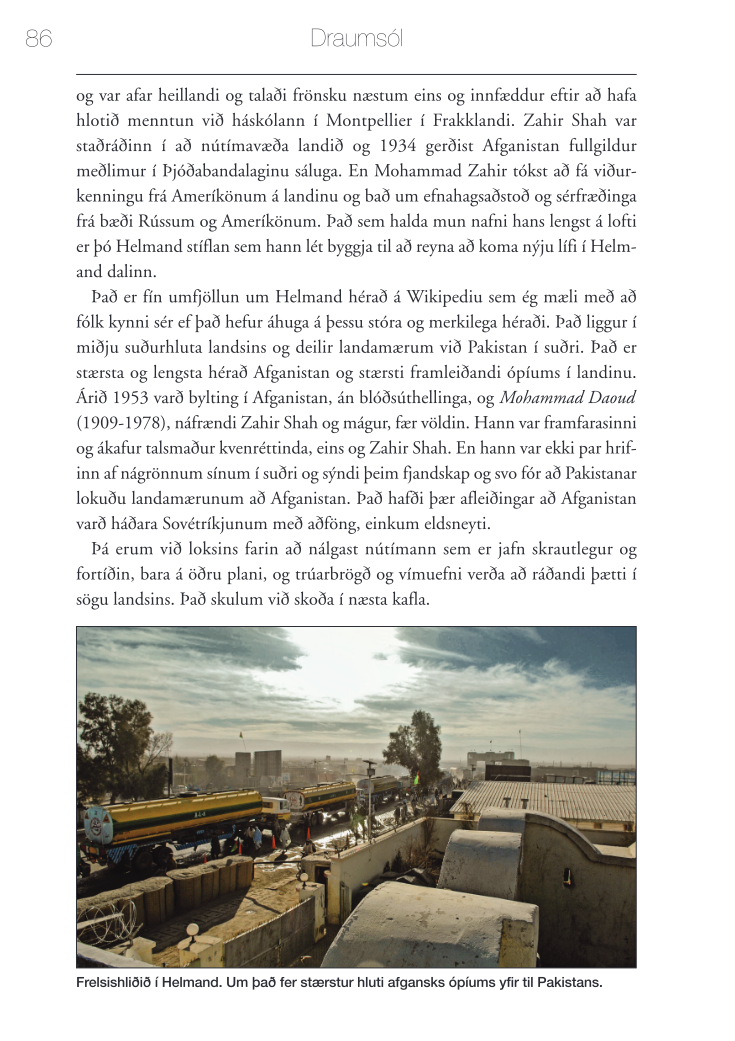 86
Draumsól
og var afar heillandi og talaði frönsku næstum eins og innfæddur eftir að hafa
hlotið menntun við háskólann í Montpellier í Frakklandi. Zahir Shah var
staðráðinn í að nútímavæða landið og 1934 gerðist Afganistan fullgildur
meðlimur í Þjóðabandalaginu sáluga. En Mohammad Zahir tókst að fá viður-
kenningu frá Ameríkönum á landinu og bað um efnahagsaðstoð og sérfræðinga
frá bæði Rússum og Ameríkönum. Það sem halda mun nafni hans lengst á lofti
er þó Helmand stíflan sem hann lét byggja til að reyna að koma nýju lífi í Helm-
and dalinn.
Það er fín umfjöllun um Helmand hérað á Wikipediu sem ég mæli með að
fólk kynni sér ef það hefur áhuga á þessu stóra og merkilega héraði. Það liggur í
miðju suðurhluta landsins og deilir landamærum við Pakistan í suðri. Það er
stærsta og lengsta hérað Afganistan og stærsti framleiðandi ópíums í landinu.
Árið 1953 varð bylting í Afganistan, án blóðsúthellinga, og Mohammad Daoud
(1909-1978), náfrændi Zahir Shah og mágur, fær völdin. Hann var framfarasinni
og ákafur talsmaður kvenréttinda, eins og Zahir Shah. En hann var ekki par hrif-
inn af nágrönnum sínum í suðri og sýndi þeim fjandskap og svo fór að Pakistanar
lokuðu landamærunum að Afganistan. Það hafði þær afleiðingar að Afganistan
varð háðara Sovétríkjunum með aðföng, einkum eldsneyti.
Þá erum við loksins farin að nálgast nútímann sem er jafn skrautlegur og
fortíðin, bara á öðru plani, og trúarbrögð og vímuefni verða að ráðandi þætti í
sögu landsins. Það skulum við skoða í næsta kafla.
Frelsishliðið í Helmand. Um það fer stærstur hluti afgansks ópíums yfir til Pakistans.